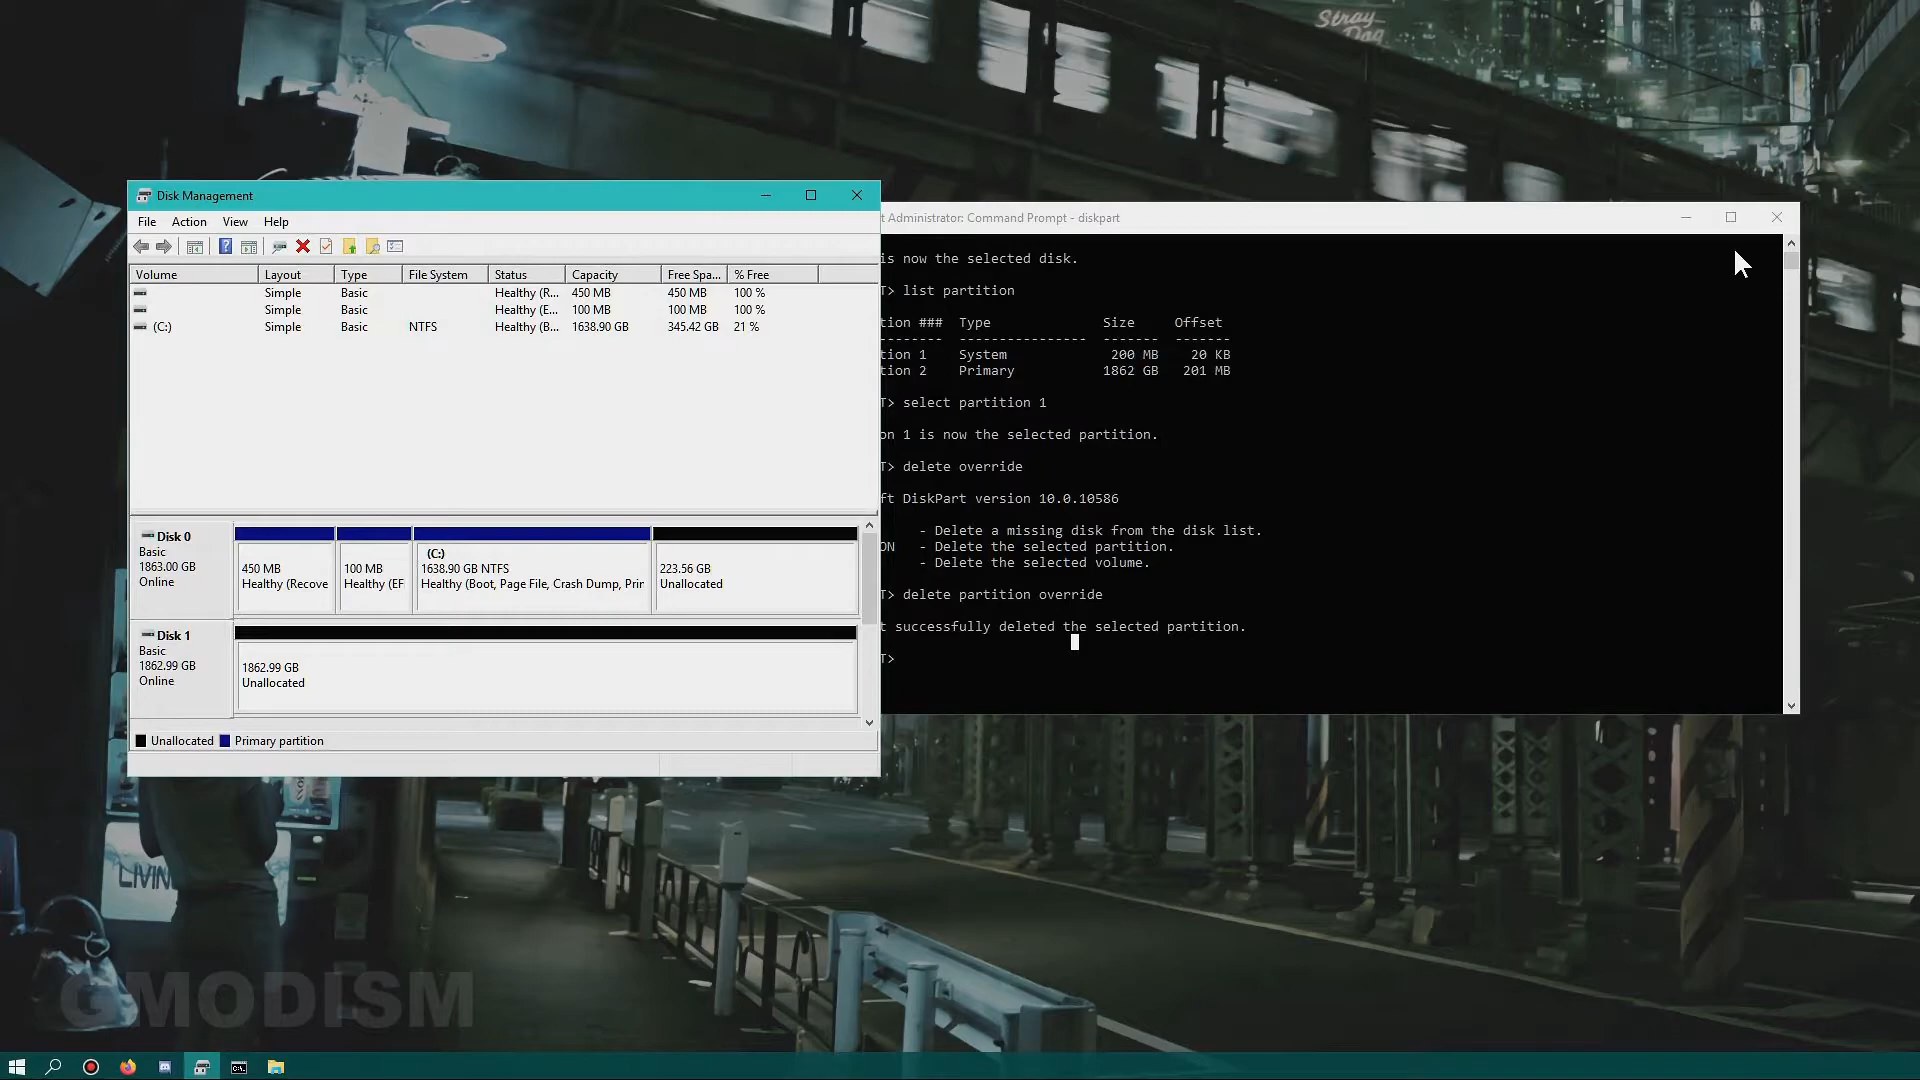 Stray
Dog
Disk Management
File Action View Help
Volume Layout Type File System Status Capacity Free Spa... % Free
Simple Basic Healthy (R... 450 MB 450 MB 100 %
Simple Basic Healthy (E... 100 MB 100 MB 100 %
(C:) Simple Basic NTFS Healthy (B... 1638.90 GB 345.42 GB 21 %
Disk 0
Basic
1863.00 GB
Online
450 MB
Healthy (Recove
100 MB
Healthy (EF
(C:)
1638.90 GB NTFS
Healthy (Boot, Page File, Crash Dump, Prir
223.56 GB
Unallocated
Disk 1
Basic
1862.99 GB
Online
1862.99 GB
Unallocated
Unallocated Primary partition
t Administrator: Command Prompt - diskpart
is now the selected disk.
T> list partition
tion ### Type Size Offset
-------- ---------------- ------- -------
tion 1 System 200 MB 20 KB
tion 2 Primary 1862 GB 201 MB
T> select partition 1
on 1 is now the selected partition.
T> delete override
ft DiskPart version 10.0.10586
- Delete a missing disk from the disk list.
ON - Delete the selected partition.
- Delete the selected volume.
T> delete partition override
t successfully deleted the selected partition.
T>
LIVIN
GMODISM